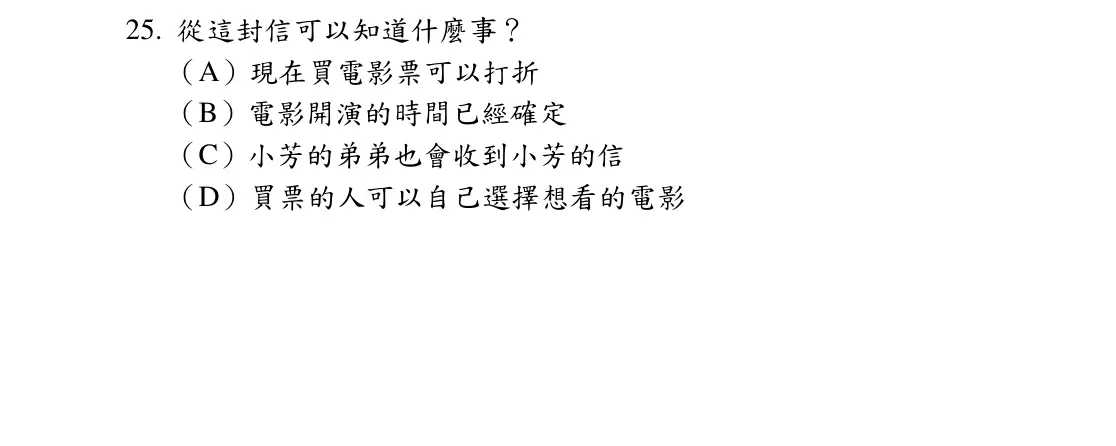 25. 從這封信可以知道什麼事？
（A）現在買電影票可以打折
（B）電影開演的時間已經確定
（C）小芳的弟弟也會收到小芳的信
（D）買票的人可以自己選擇想看的電影